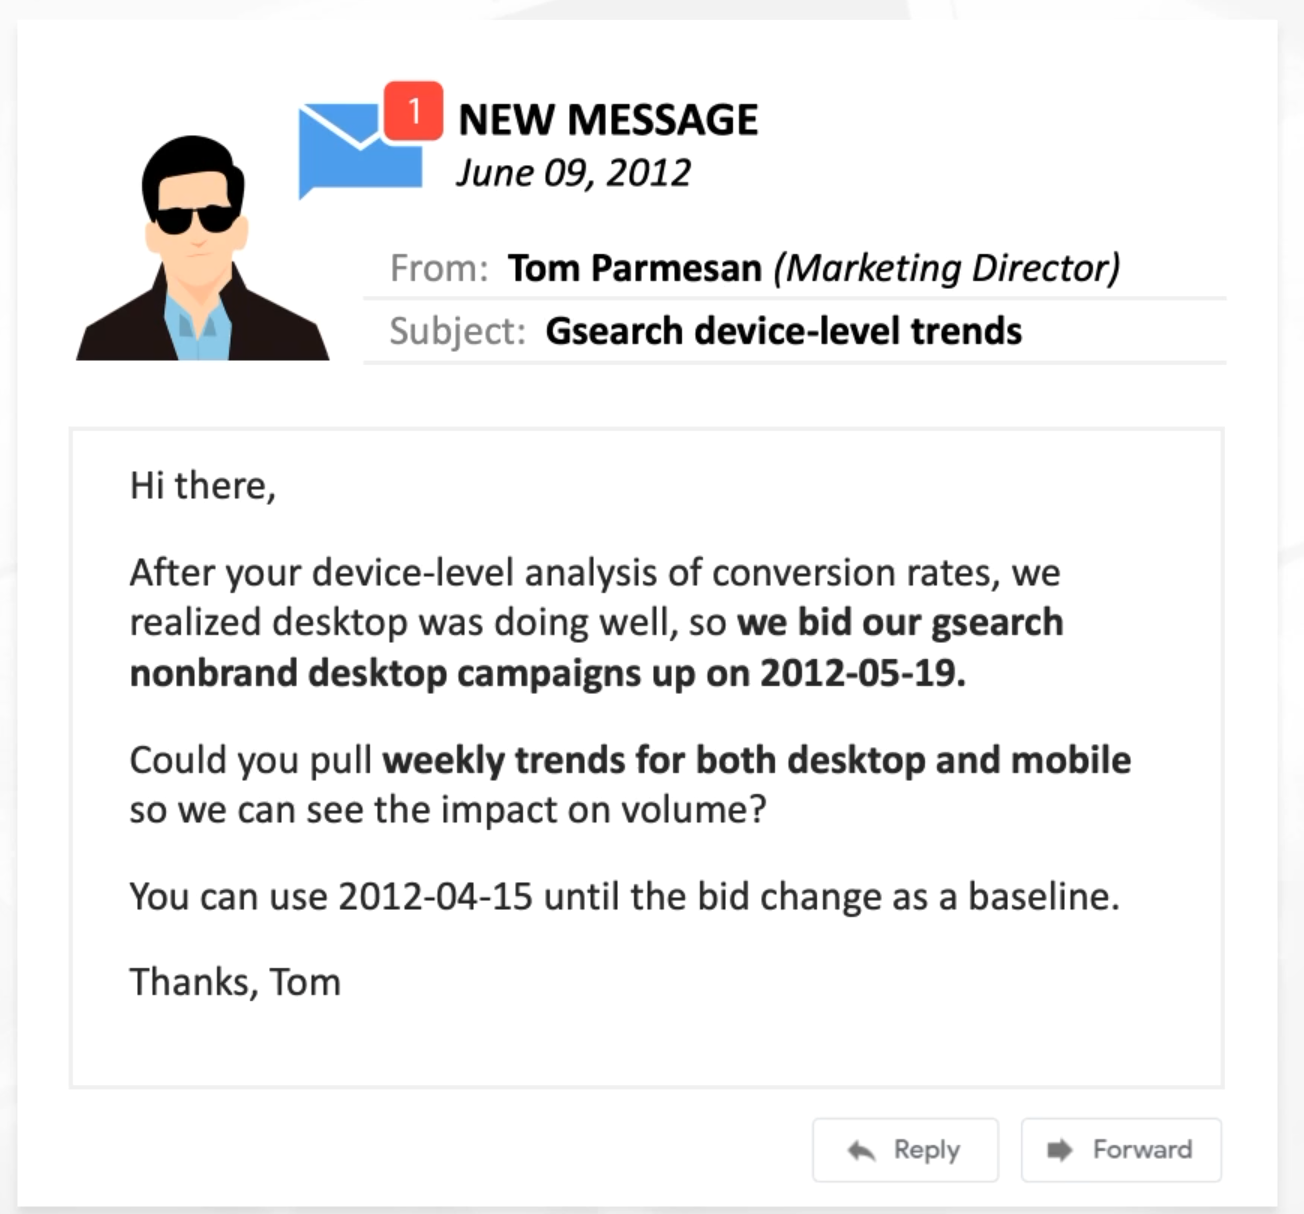 1
NEW MESSAGE
June 09, 2012
From: Tom Parmesan (Marketing Director)
Subject: Gsearch device-level trends
Hi there,
After your device-level analysis of conversion rates, we
realized desktop was doing well, so we bid our gsearch
nonbrand desktop campaigns up on 2012-05-19.
Could you pull weekly trends for both desktop and mobile
so we can see the impact on volume?
You can use 2012-04-15 until the bid change as a baseline.
Thanks, Tom
Reply
Forward